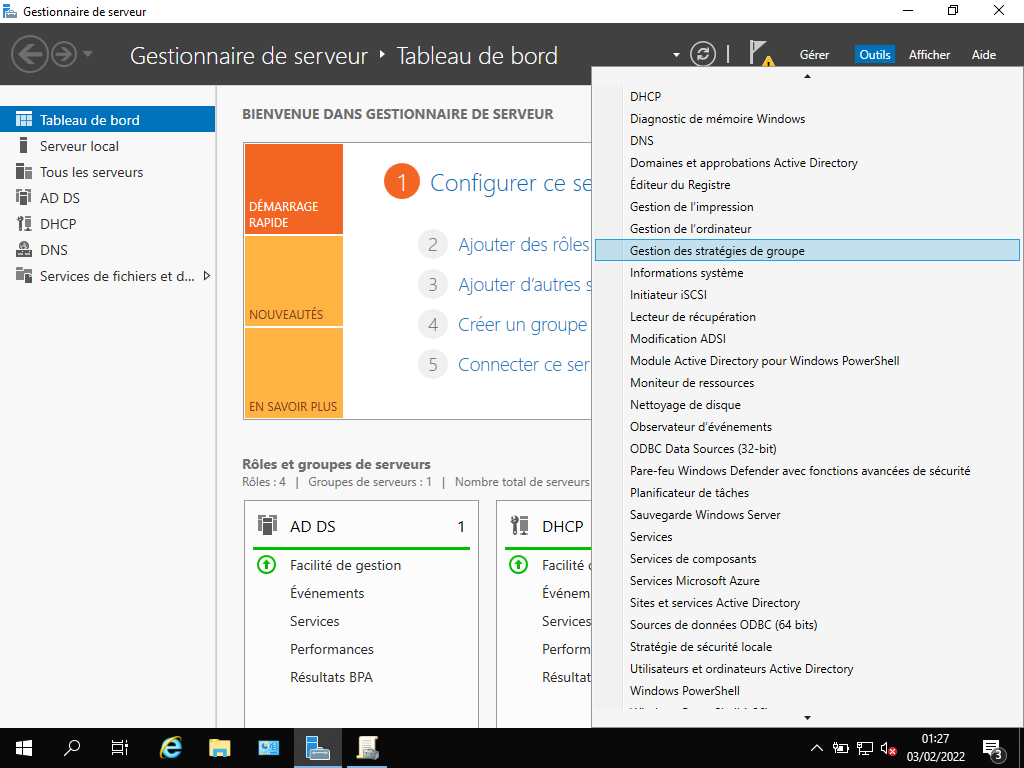 Gestionnaire de serveur
Gestionnaire de serveur ‣ Tableau de bord
Gérer
Outils
Afficher
Aide
Tableau de bord
Serveur local
Tous les serveurs
AD DS
DHCP
DNS
Services de fichiers et d...
BIENVENUE DANS GESTIONNAIRE DE SERVEUR
DÉMARRAGE
RAPIDE
NOUVEAUTÉS
EN SAVOIR PLUS
1 Configurer ce se
2 Ajouter des rôles
3 Ajouter d'autres s
4 Créer un groupe
5 Connecter ce ser
Rôles et groupes de serveurs
Rôles : 4 | Groupes de serveurs : 1 | Nombre total de serveurs
AD DS 1
Facilité de gestion
Événements
Services
Performances
Résultats BPA
DHCP
Facilité
Événem
Services
Perform
Résultat
DHCP
Diagnostic de mémoire Windows
DNS
Domaines et approbations Active Directory
Éditeur du Registre
Gestion de l'impression
Gestion de l'ordinateur
Gestion des stratégies de groupe
Informations système
Initiateur iSCSI
Lecteur de récupération
Modification ADSI
Module Active Directory pour Windows PowerShell
Moniteur de ressources
Nettoyage de disque
Observateur d'événements
ODBC Data Sources (32-bit)
Pare-feu Windows Defender avec fonctions avancées de sécurité
Planificateur de tâches
Sauvegarde Windows Server
Services
Services de composants
Services Microsoft Azure
Sites et services Active Directory
Sources de données ODBC (64 bits)
Stratégie de sécurité locale
Utilisateurs et ordinateurs Active Directory
Windows PowerShell
01:27
03/02/2022
3